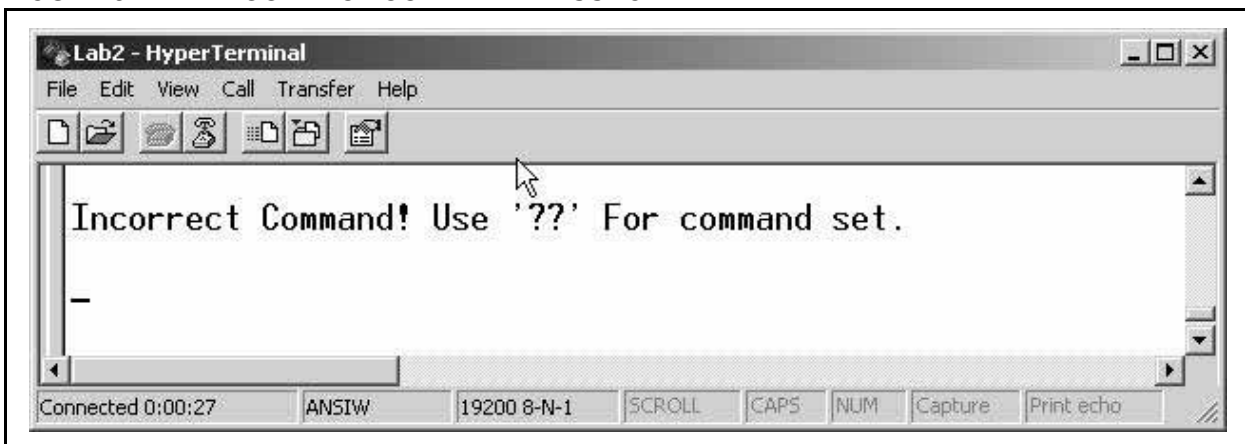 Lab2 - HyperTerminal
File Edit View Call Transfer Help
Incorrect Command! Use '??' For command set.
Connected 0:00:27 ANSIW 19200 8-N-1 SCROLL CAPS NUM Capture Print echo